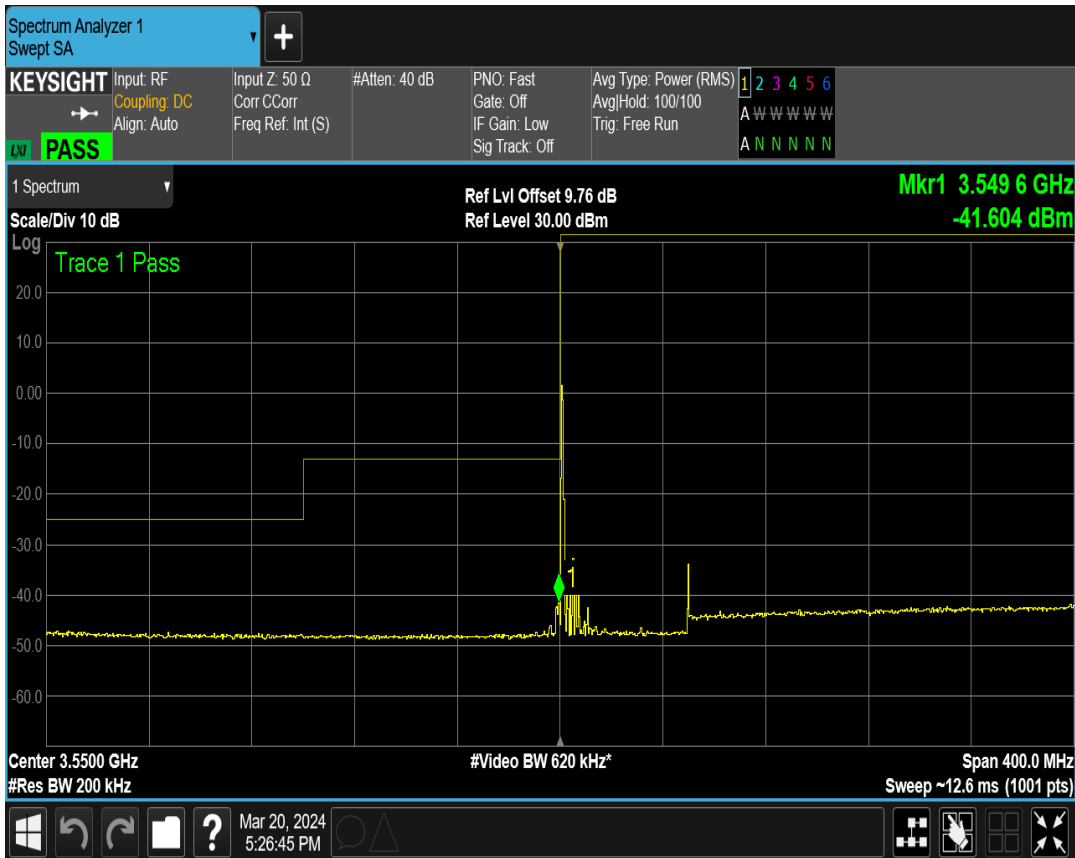 Spectrum Analyzer 1
Swept SA
+
KEYSIGHT
Input: RF
Coupling: DC
Align: Auto
LXI PASS
Input Z: 50 Ω
Corr CCorr
Freq Ref: Int (S)
#Atten: 40 dB
PNO: Fast
Gate: Off
IF Gain: Low
Sig Track: Off
Avg Type: Power (RMS)
Avg|Hold: 100/100
Trig: Free Run
1 2 3 4 5 6
A W W W W W
A N N N N N
1 Spectrum
Scale/Div 10 dB
Ref Lvl Offset 9.76 dB
Ref Level 30.00 dBm
Mkr1 3.549 6 GHz
-41.604 dBm
Log
Trace 1 Pass
20.0
10.0
0.00
-10.0
-20.0
-30.0
1
-40.0
-50.0
-60.0
Center 3.5500 GHz
#Res BW 200 kHz
#Video BW 620 kHz*
Span 400.0 MHz
Sweep ~12.6 ms (1001 pts)
?
Mar 20, 2024
5:26:45 PM